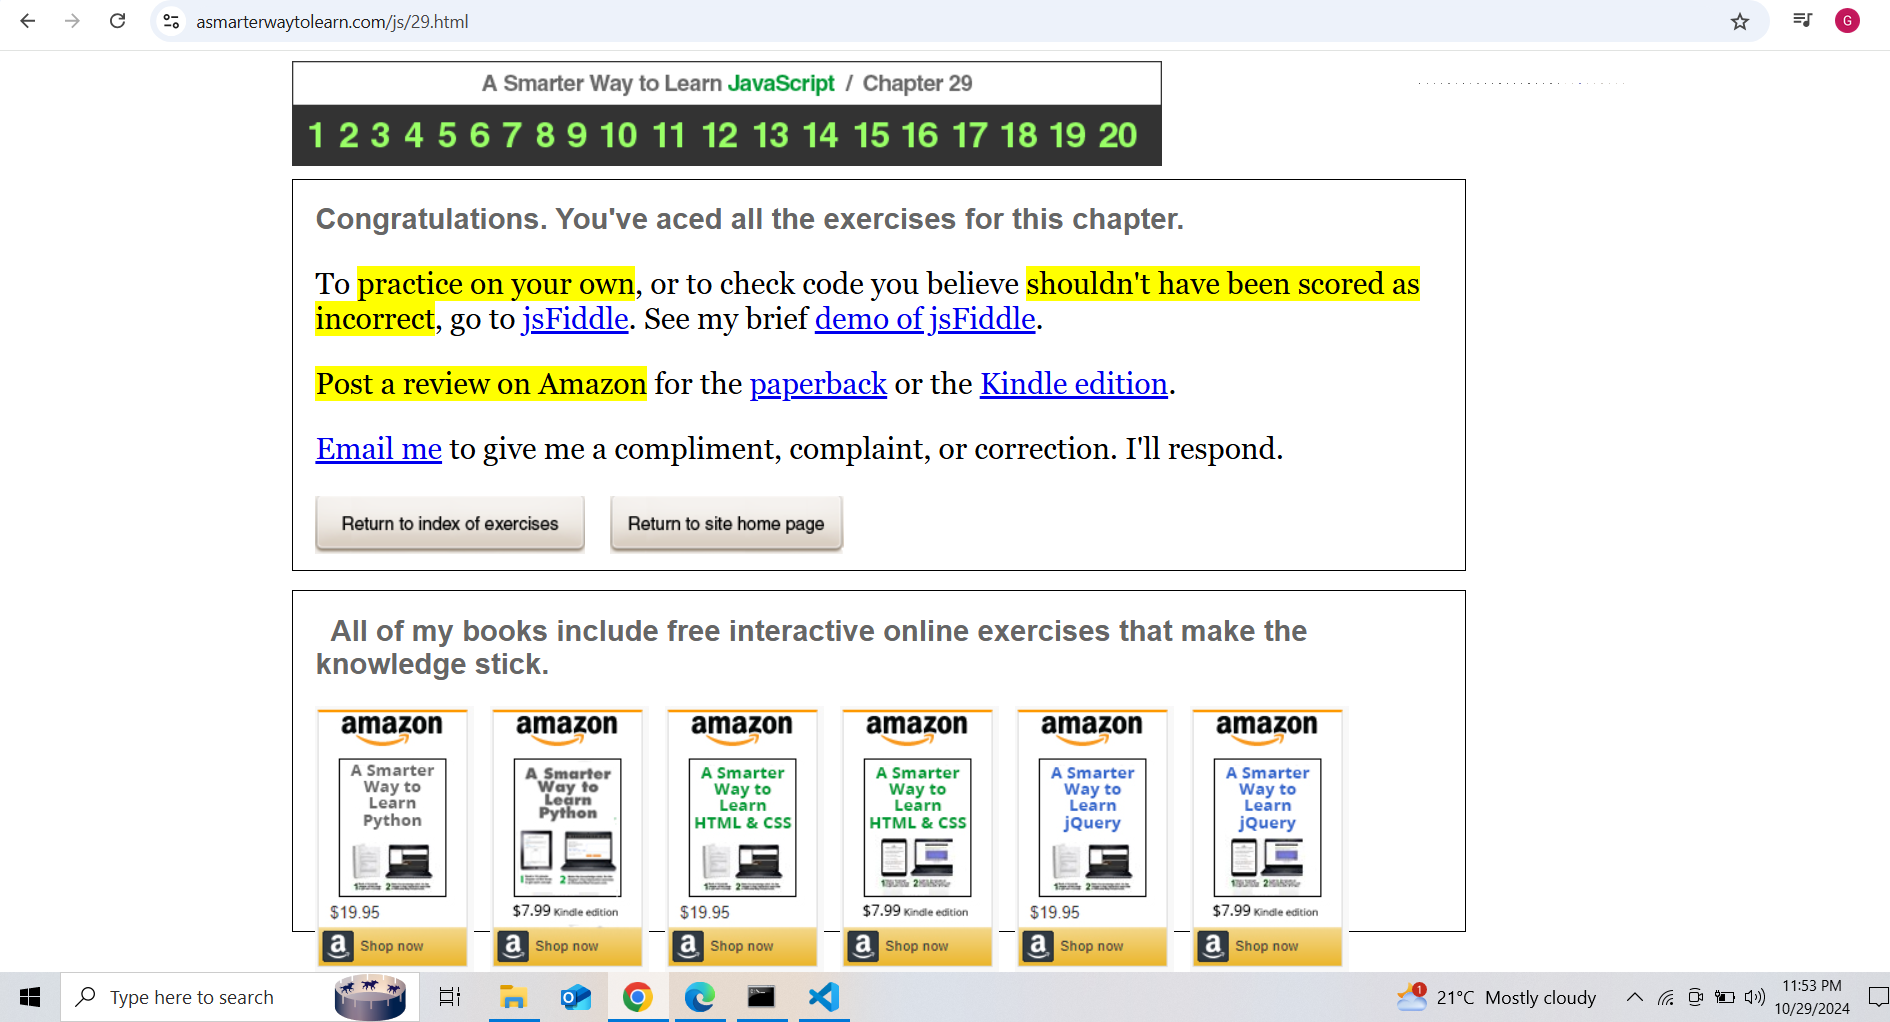 asmarterwaytolearn.com/js/29.html
G
A Smarter Way to Learn JavaScript / Chapter 29
1 2 3 4 5 6 7 8 9 10 11 12 13 14 15 16 17 18 19 20
Congratulations. You've aced all the exercises for this chapter.
To practice on your own, or to check code you believe shouldn't have been scored as
incorrect, go to jsFiddle. See my brief demo of jsFiddle.
Post a review on Amazon for the paperback or the Kindle edition.
Email me to give me a compliment, complaint, or correction. I'll respond.
Return to index of exercises Return to site home page
All of my books include free interactive online exercises that make the
knowledge stick.
amazon amazon amazon amazon amazon amazon
A Smarter A Smarter A Smarter A Smarter A Smarter A Smarter
Way to Way to Way to Way to Way to Way to
Learn Learn Learn Learn Learn Learn
Python Python HTML & CSS HTML & CSS jQuery jQuery
$19.95 $7.99 Kindle edition $19.95 $7.99 Kindle edition $19.95 $7.99 Kindle edition
a Shop now a Shop now a Shop now a Shop now a Shop now a Shop now
Type here to search
1 21°C Mostly cloudy
11:53 PM
10/29/2024